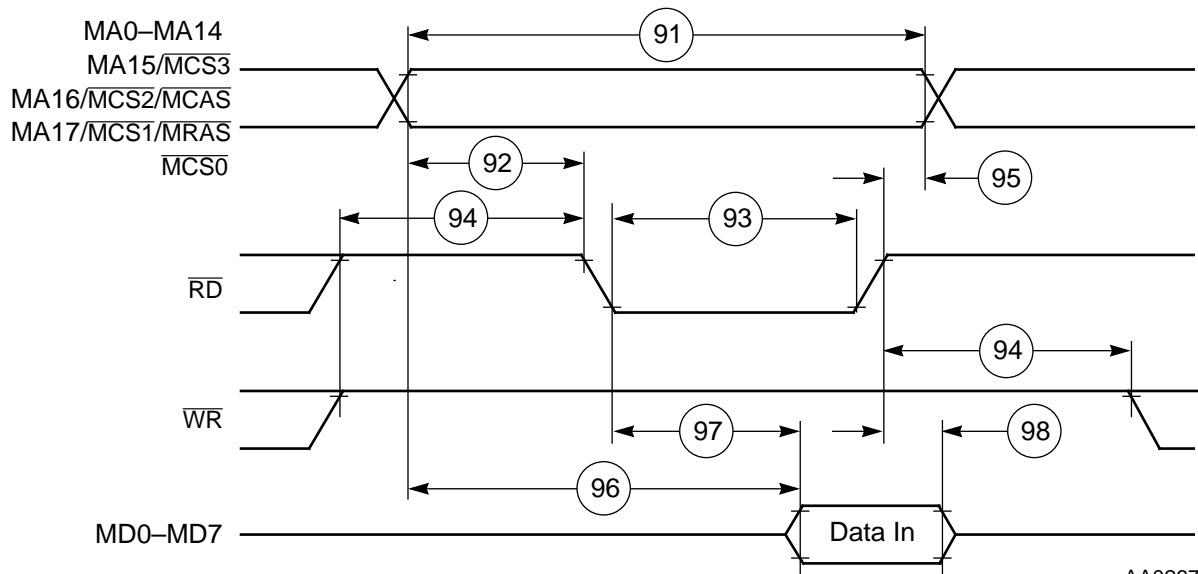 MA0–MA14
91
MA15/MCS3
MA16/MCS2/MCAS
MA17/MCS1/MRAS
MCS0
92
95
94
93
RD
94
WR
97
98
96
MD0–MD7
Data In